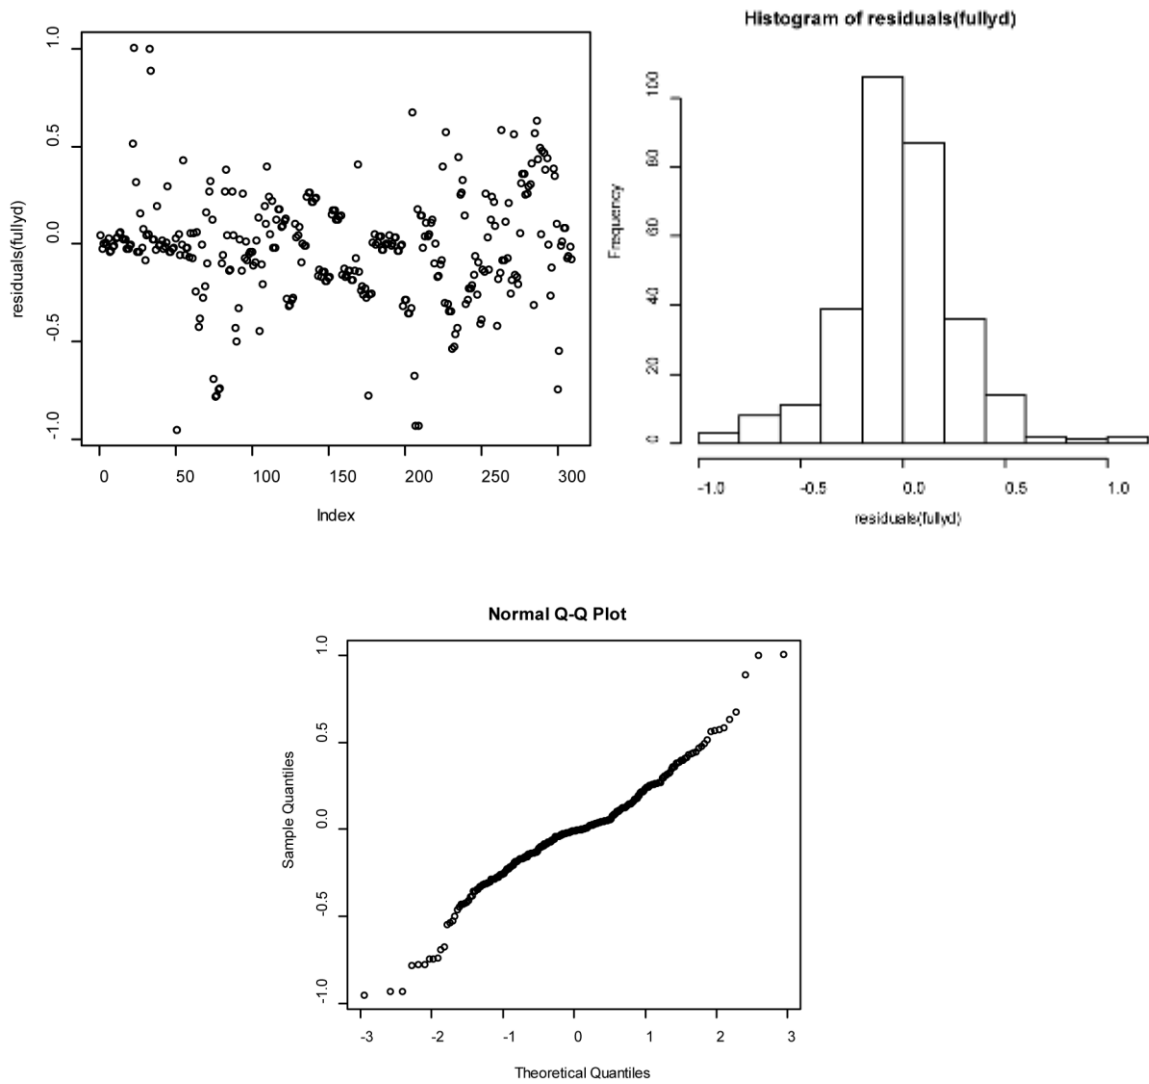 residuals(fullyd)
1.0
0.5
0.0
-0.5
-1.0
0 50 100 150 200 250 300
Index
Histogram of residuals(fullyd)
Frequency
100
80
60
40
20
0
-1.0 -0.5 0.0 0.5 1.0
residuals(fullyd)
Normal Q-Q Plot
Sample Quantiles
1.0
0.5
0.0
-0.5
-1.0
-3 -2 -1 0 1 2 3
Theoretical Quantiles